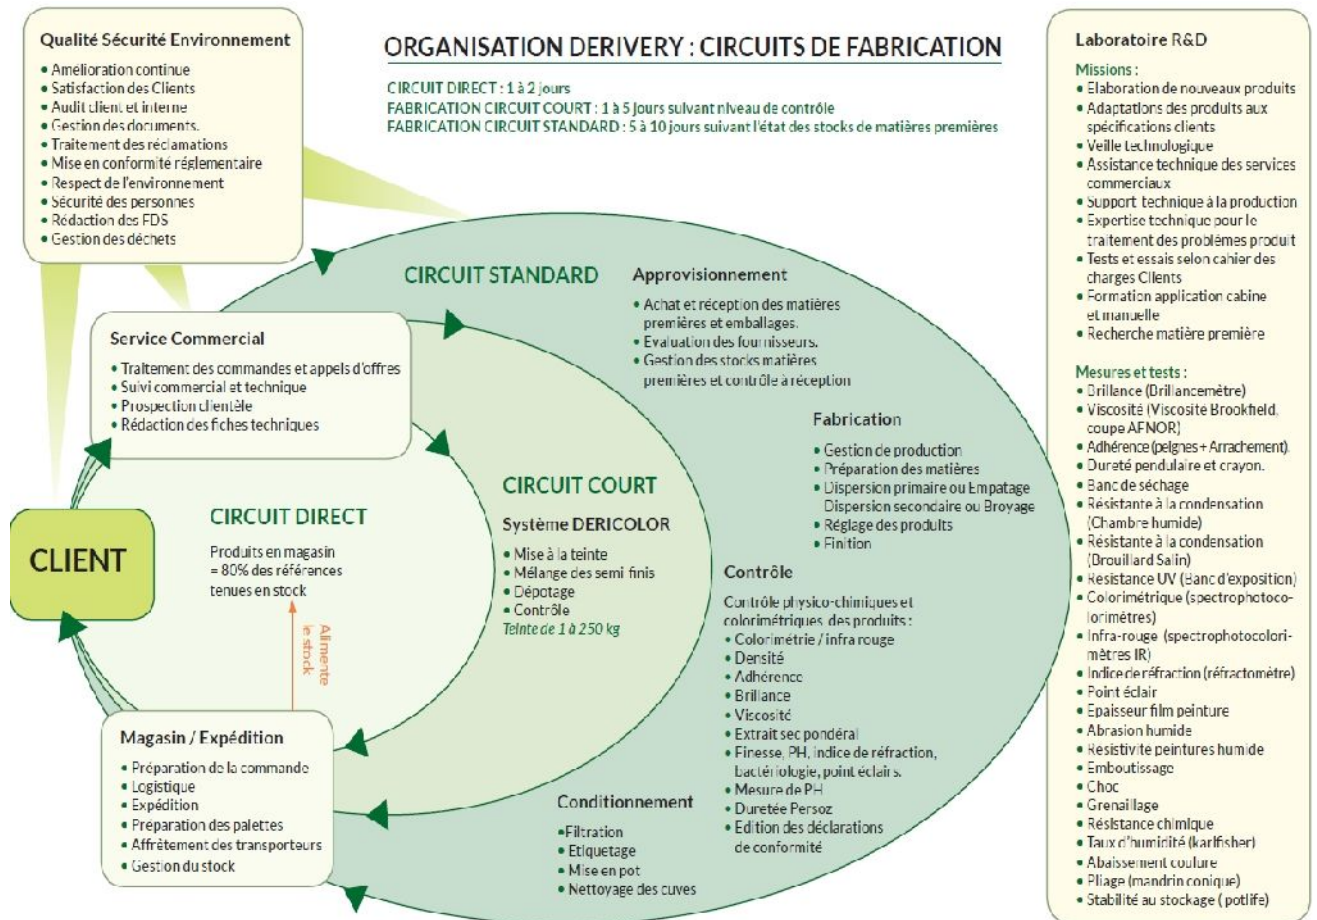 Qualité Sécurité Environnement
• Amélioration continue
• Satisfaction des Clients
• Audit client et interne
• Gestion des documents.
• Traitement des réclamations
• Mise en conformité réglementaire
• Respect de l'environnement
• Sécurité des personnes
• Rédaction des FDS
• Gestion des déchets
ORGANISATION DERIVERY : CIRCUITS DE FABRICATION
CIRCUIT DIRECT : 1 à 2 jours
FABRICATION CIRCUIT COURT : 1 à 5 jours suivant niveau de contrôle
FABRICATION CIRCUIT STANDARD : 5 à 10 jours suivant l'état des stocks de matières premières
CIRCUIT STANDARD
Approvisionnement
• Achat et réception des matières
premières et emballages.
• Evaluation des fournisseurs.
• Gestion des stocks matières
premières et contrôle à réception
Service Commercial
• Traitement des commandes et appels d'offres
• Suivi commercial et technique
• Prospection clientèle
• Rédaction des fiches techniques
Fabrication
• Gestion de production
• Préparation des matières
• Dispersion primaire ou Empatage
Dispersion secondaire ou Broyage
• Réglage des produits
• Finition
CIRCUIT COURT
Système DERICOLOR
• Mise à la teinte
• Mélange des semi finis
• Dépotage
• Contrôle
Teinte de 1 à 250 kg
CLIENT
CIRCUIT DIRECT
Produits en magasin
= 80% des références
tenues en stock
Alimente
le stock
Contrôle
Contrôle physico-chimiques et
colorimétriques des produits :
• Colorimétrie / infra rouge
• Densité
• Adhérence
• Brillance
• Viscosité
• Extrait sec pondéral
• Finesse, PH, indice de réfraction,
bactériologie, point éclairs.
• Mesure de PH
• Duretée Persoz
• Edition des déclarations
de conformité
Magasin / Expédition
• Préparation de la commande
• Logistique
• Expédition
• Préparation des palettes
• Affrètement des transporteurs
• Gestion du stock
Conditionnement
•Filtration
• Etiquetage
• Mise en pot
• Nettoyage des cuves
Laboratoire R&D
Missions :
• Elaboration de nouveaux produits
• Adaptations des produits aux
spécifications clients
• Veille technologique
• Assistance technique des services
commerciaux
• Support technique à la production
• Expertise technique pour le
traitement des problèmes produit
• Tests et essais selon cahier des
charges Clients
• Formation application cabine
et manuelle
• Recherche matière première
Mesures et tests :
• Brillance (Brillancemètre)
• Viscosité (Viscosité Brookfield,
coupe AFNOR)
• Adhérence (peignes + Arrachement).
• Dureté pendulaire et crayon.
• Banc de séchage
• Résistante à la condensation
(Chambre humide)
• Résistante à la condensation
(Brouillard Salin)
• Resistance UV (Banc d'exposition)
• Colorimétrique (spectrophotoco-
lorimètres)
• Infra-rouge (spectrophotocolori-
mètres IR)
• Indice de réfraction (réfractomètre)
• Point éclair
• Epaisseur film peinture
• Abrasion humide
• Resistivité peintures humide
• Emboutissage
• Choc
• Grenaillage
• Résistance chimique
• Taux d'humidité (karlfisher)
• Abaissement coulure
• Pliage (mandrin conique)
• Stabilité au stockage ( potlife)